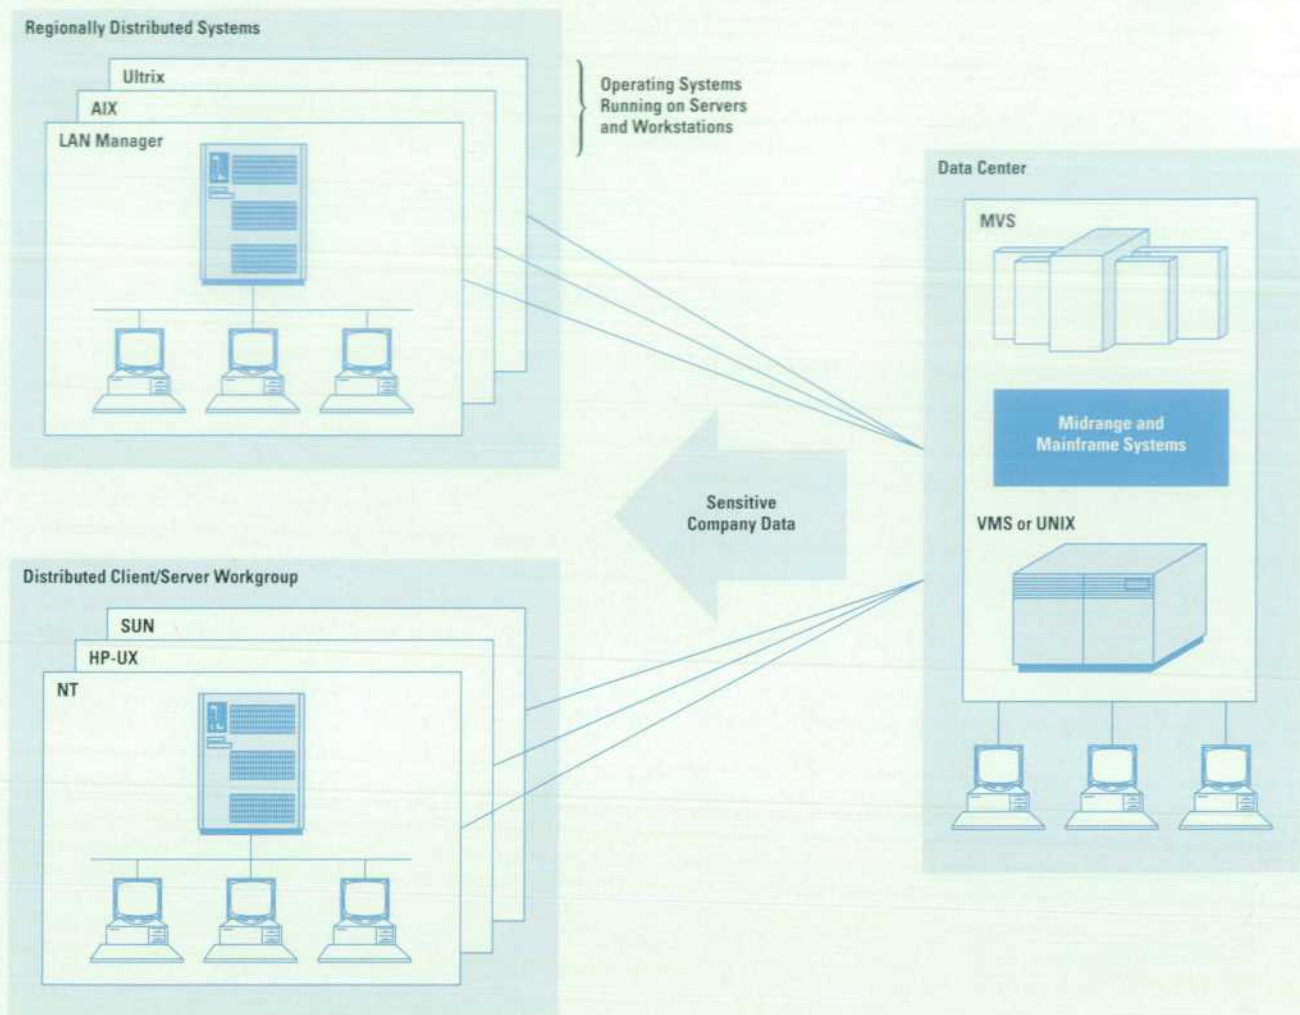 Regionally Distributed Systems
Ultrix
AIX
LAN Manager
Operating Systems
Running on Servers
and Workstations
Data Center
MVS
Midrange and
Mainframe Systems
VMS or UNIX
Sensitive
Company Data
Distributed Client/Server Workgroup
SUN
HP-UX
NT